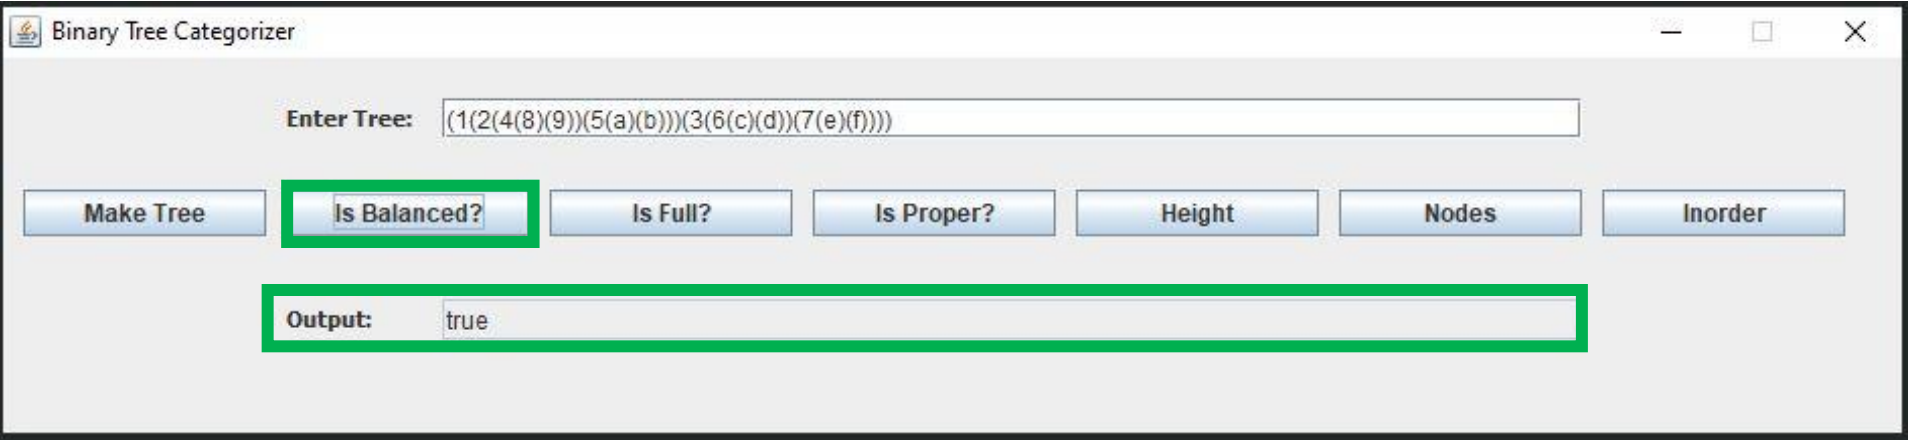 Binary Tree Categorizer
Enter Tree: (1(2(4(8)(9))(5(a)(b)))(3(6(c)(d))(7(e)(f))))
Make Tree Is Balanced? Is Full? Is Proper? Height Nodes Inorder
Output: true